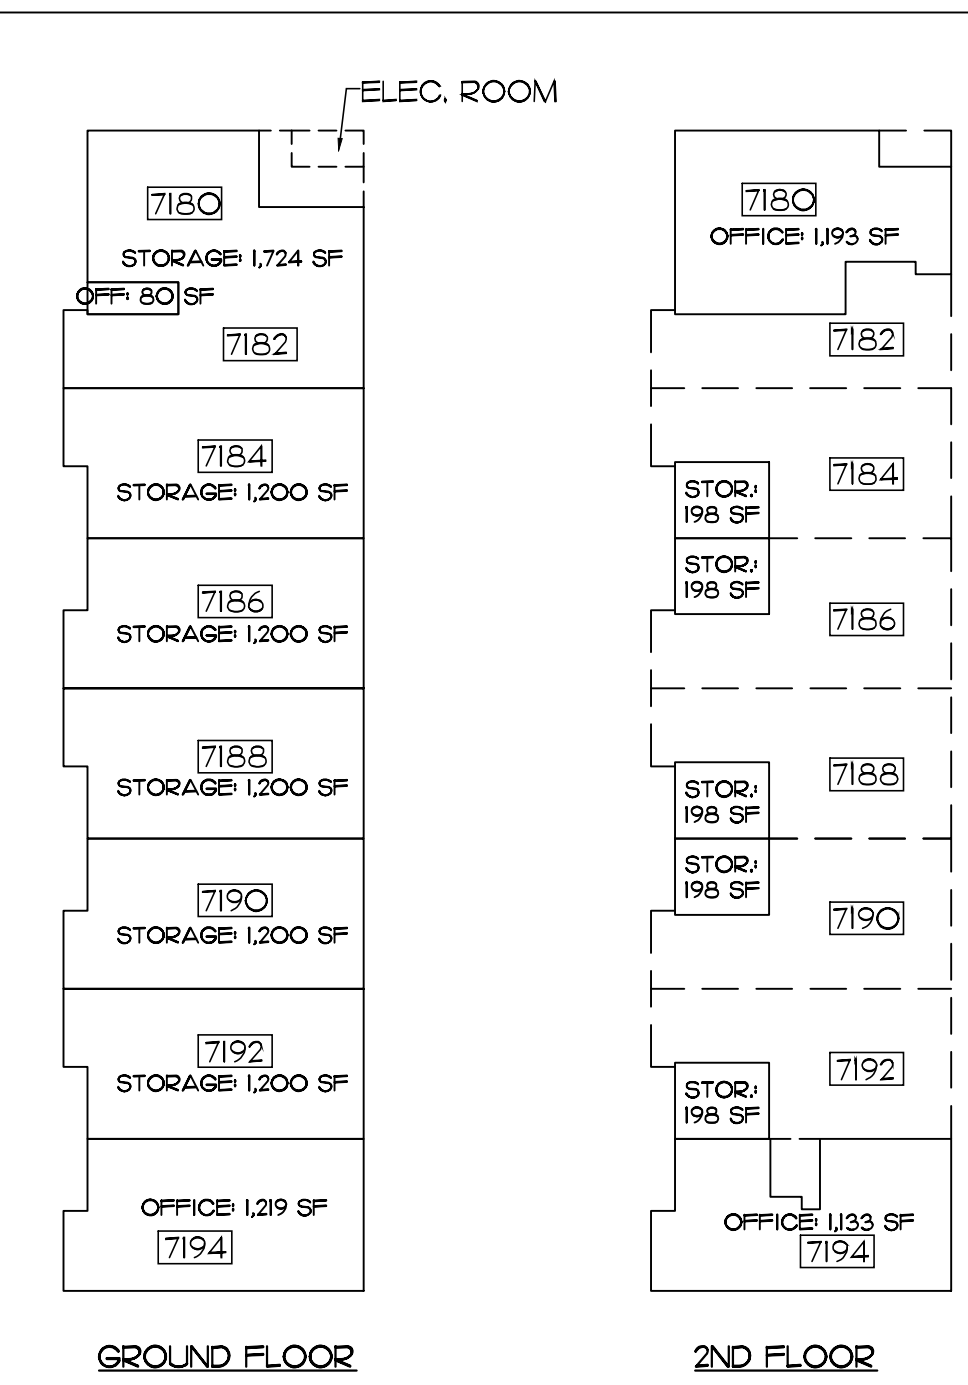 ELEC. ROOM
7180
STORAGE: 1,724 SF
OFF: 80 SF
7182
7184
STORAGE: 1,200 SF
7186
STORAGE: 1,200 SF
7188
STORAGE: 1,200 SF
7190
STORAGE: 1,200 SF
7192
STORAGE: 1,200 SF
OFFICE: 1,219 SF
7194
GROUND FLOOR
7180
OFFICE: 1,193 SF
7182
7184
STOR.:
198 SF
STOR.:
198 SF
7186
7188
STOR.:
198 SF
STOR.:
198 SF
7190
7192
STOR.:
198 SF
OFFICE: 1,133 SF
7194
2ND FLOOR